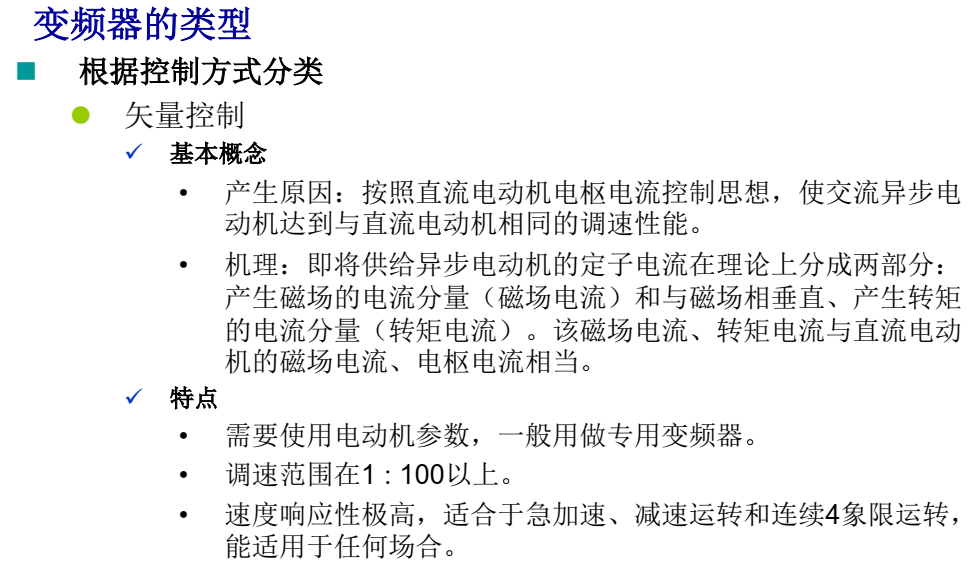 变频器的类型
根据控制方式分类
矢量控制
基本概念
产生原因：按照直流电动机电枢电流控制思想，使交流异步电
动机达到与直流电动机相同的调速性能。
机理：即将供给异步电动机的定子电流在理论上分成两部分：
产生磁场的电流分量（磁场电流）和与磁场相垂直、产生转矩
的电流分量（转矩电流）。该磁场电流、转矩电流与直流电动
机的磁场电流、电枢电流相当。
特点
需要使用电动机参数，一般用做专用变频器。
调速范围在1：100以上。
速度响应性极高，适合于急加速、减速运转和连续4象限运转，
能适用于任何场合。